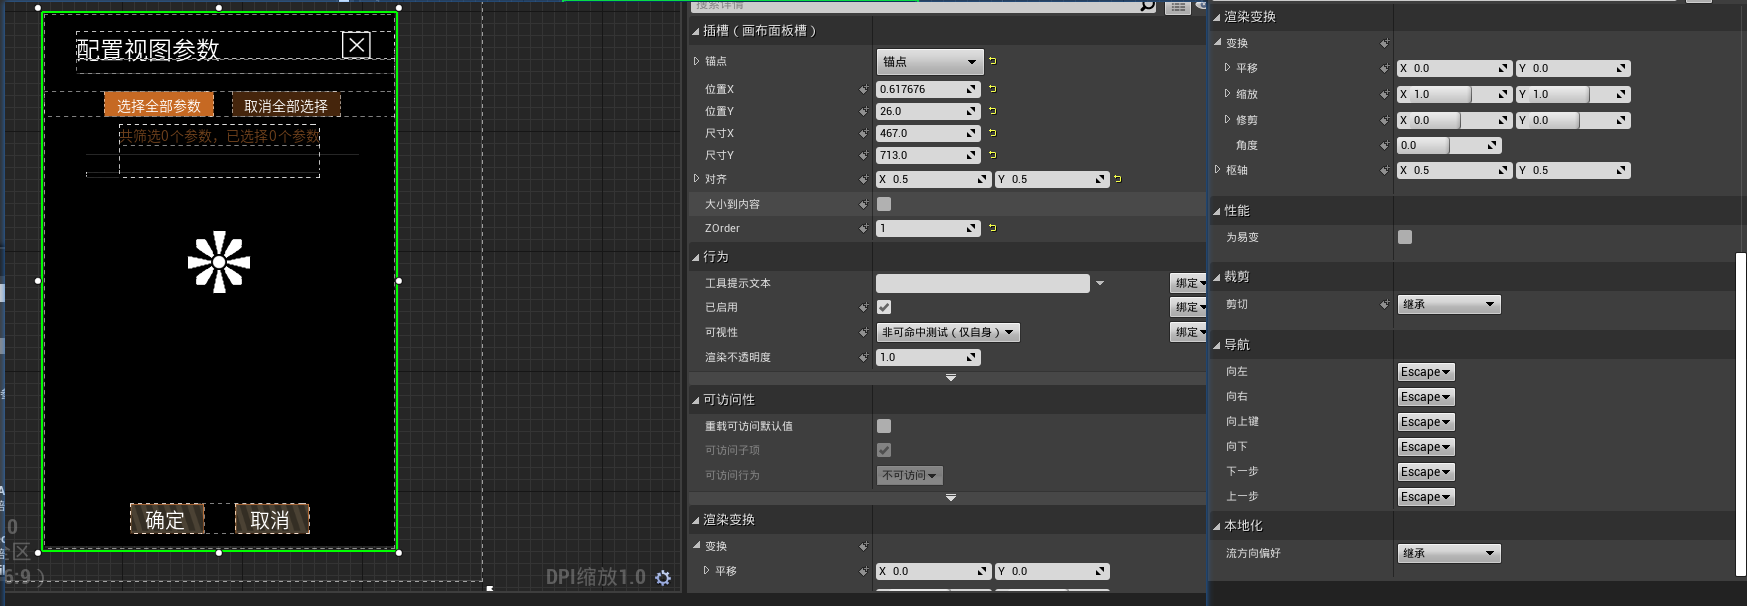 配置视图参数
选择全部参数
取消全部选择
共筛选0个参数，已选择0个参数
确定
取消
DPI缩放1.0
搜索详情
插槽（画布面板槽）
锚点
锚点
位置X
0.617676
位置Y
26.0
尺寸X
467.0
尺寸Y
713.0
对齐
X 0.5
Y 0.5
大小到内容
ZOrder
1
行为
工具提示文本
绑定
已启用
绑定
可视性
非可命中测试（仅自身）
绑定
渲染不透明度
1.0
可访问性
重载可访问默认值
可访问子项
可访问行为
不可访问
渲染变换
变换
平移
X 0.0
Y 0.0
渲染变换
变换
平移
X 0.0
Y 0.0
缩放
X 1.0
Y 1.0
修剪
X 0.0
Y 0.0
角度
0.0
枢轴
X 0.5
Y 0.5
性能
为易变
裁剪
剪切
继承
导航
向左
Escape
向右
Escape
向上键
Escape
向下
Escape
下一步
Escape
上一步
Escape
本地化
流方向偏好
继承